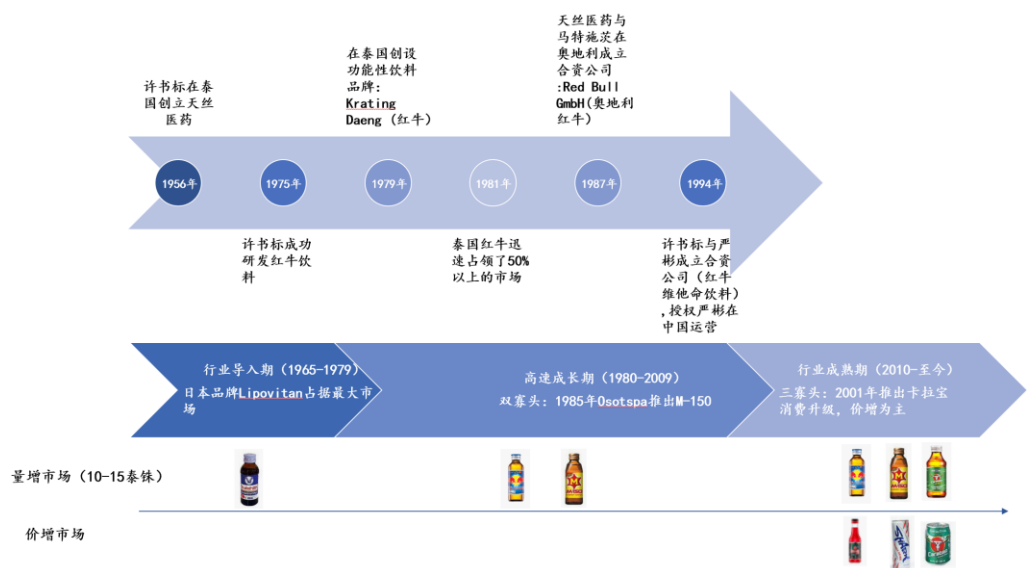 许书标在泰
国创立天丝
医药
在泰国创设
功能性饮料
品牌：
Krating
Daeng（红牛）
天丝医药与
马特施茨在
奥地利成立
合资公司
:Red Bull
GmbH(奥地利
红牛）
1956年
1975年
1979年
1981年
1987年
1994年
许书标成功
研发红牛饮
料
泰国红牛迅
速占领了50%
以上的市场
许书标与严
彬成立合资
公司（红牛
维他命饮料）
,授权严彬在
中国运营
行业导入期（1965-1979）
日本品牌Lipovitan占据最大市
场
高速成长期（1980-2009）
双寡头：1985年Osotspa推出M-150
行业成熟期（2010-至今）
三寡头：2001年推出卡拉宝
消费升级，价增为主
量增市场（10-15泰铢）
价增市场